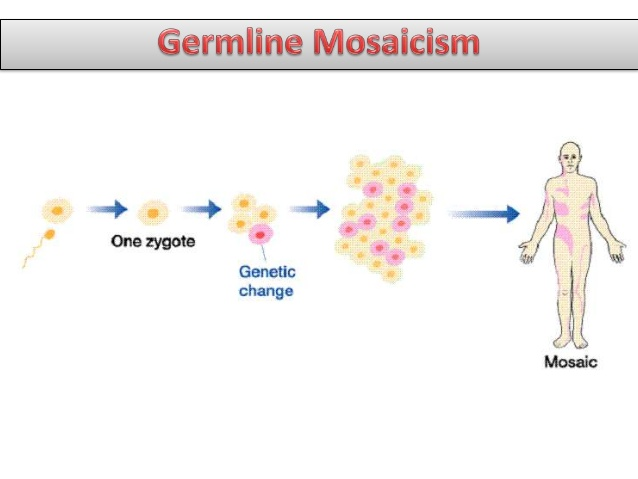 Germline Mosaicism
One zygote
Genetic
change
Mosaic